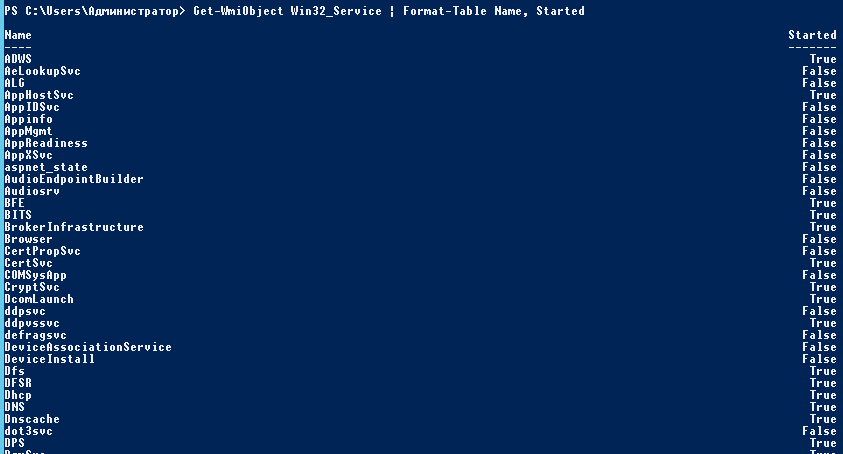 PS C:\Users\Администратор> Get-WmiObject Win32_Service | Format-Table Name, Started
Name Started
---- -------
ADWS True
AeLookupSvc False
ALG False
AppHostSvc True
AppIDSvc False
Appinfo False
AppMgmt False
AppReadiness False
AppXSvc False
aspnet_state False
AudioEndpointBuilder False
Audiosrv False
BFE True
BITS True
BrokerInfrastructure True
Browser False
CertPropSvc False
CertSvc True
COMSysApp False
CryptSvc True
DcomLaunch True
ddpsvc False
ddpvssvc True
defragsvc False
DeviceAssociationService False
DeviceInstall False
Dfs True
DFSR True
Dhcp True
DNS True
Dnscache True
dot3svc False
DPS True